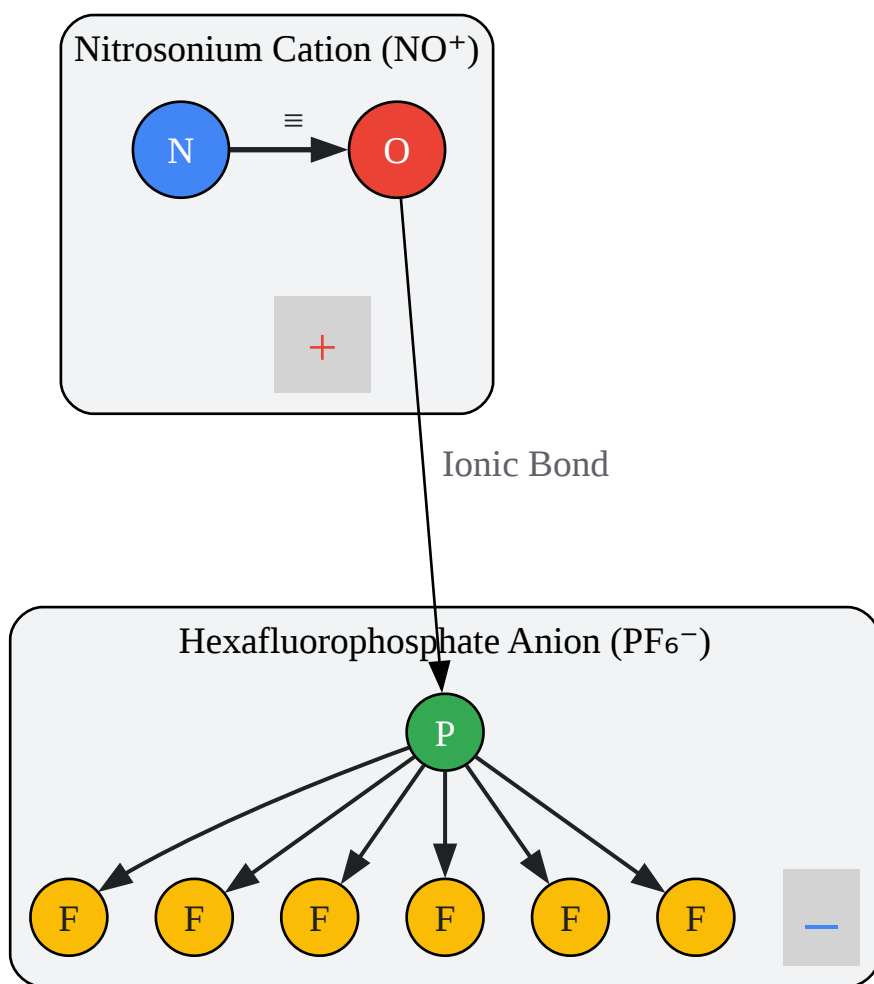 Nitrosonium Cation (NO⁺)
≡
N
O
+
Ionic Bond
Hexafluorophosphate Anion (PF₆⁻)
P
F F F F F F
−